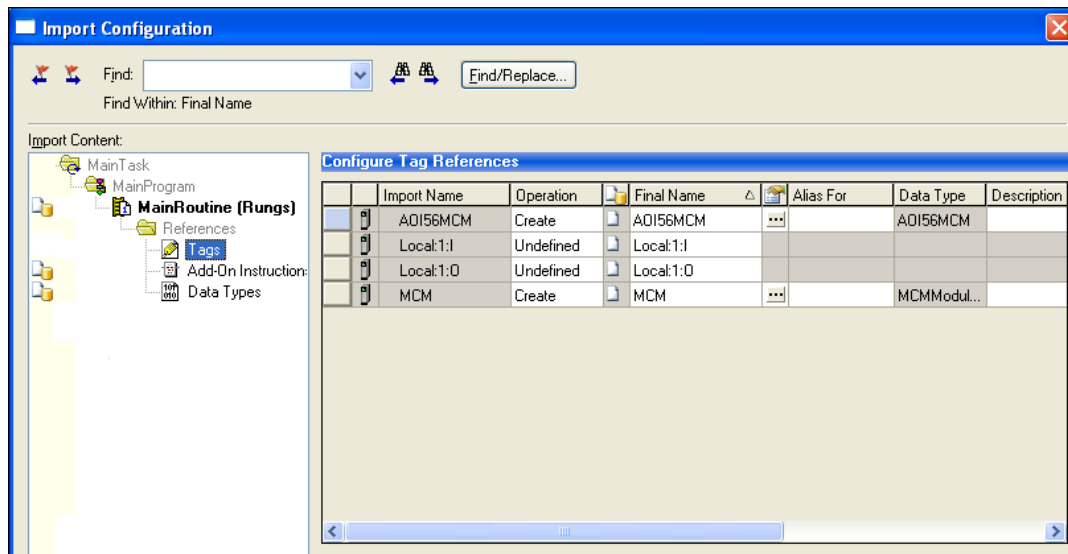 Import Configuration
Find:
Find/Replace...
Find Within: Final Name
Import Content:
MainTask
MainProgram
MainRoutine (Rungs)
References
Tags
Add-On Instruction:
Data Types
Configure Tag References
Import Name Operation Final Name Alias For Data Type Description
AOI56MCM Create AOI56MCM ... AOI56MCM
Local:1:I Undefined Local:1:I
Local:1:O Undefined Local:1:O
MCM Create MCM ... MCMModul...